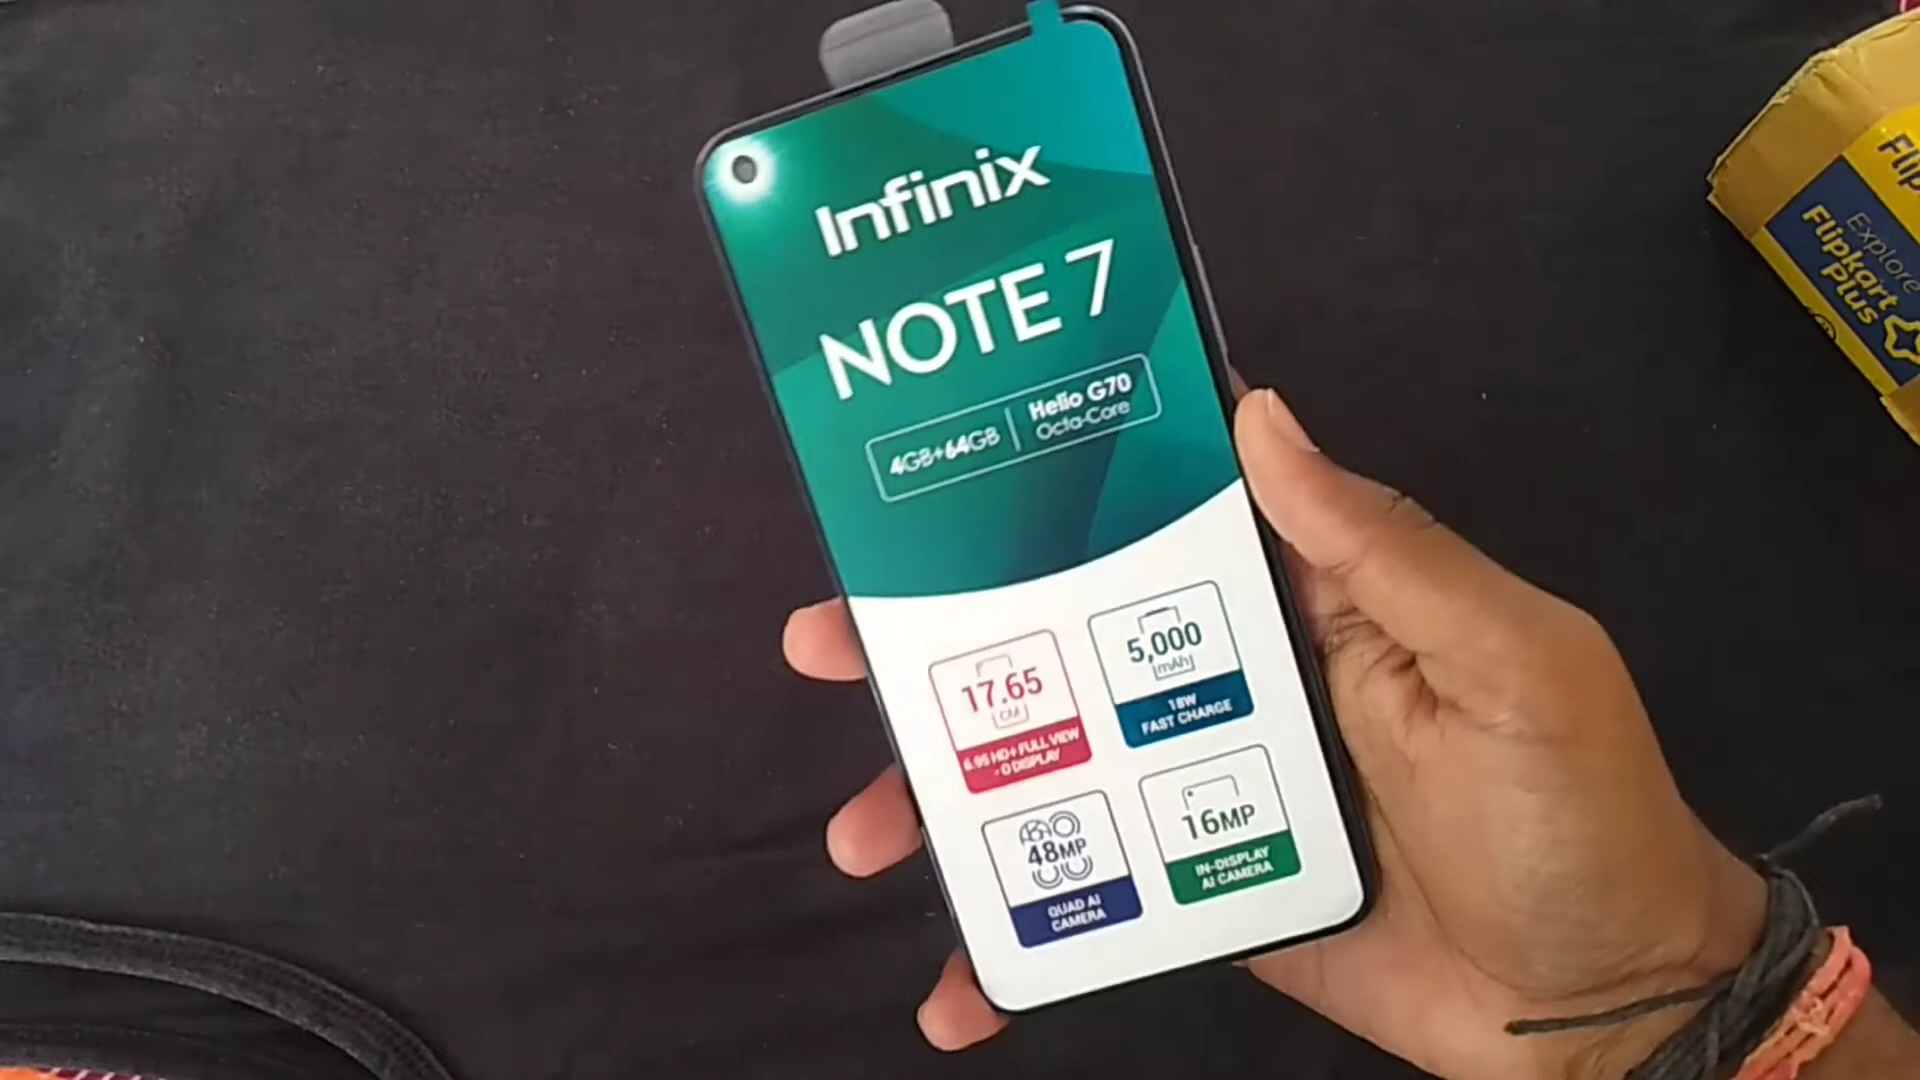 Infinix
NOTE 7
4GB+64GB
Helio G70
Octa-Core
17.65
CM
6.95 HD+ FULL VIEW
- O DISPLAY
5,000
mAh
18W
FAST CHARGE
48MP
QUAD AI
CAMERA
16MP
IN-DISPLAY
AI CAMERA
Explore
Flipkart
Plus